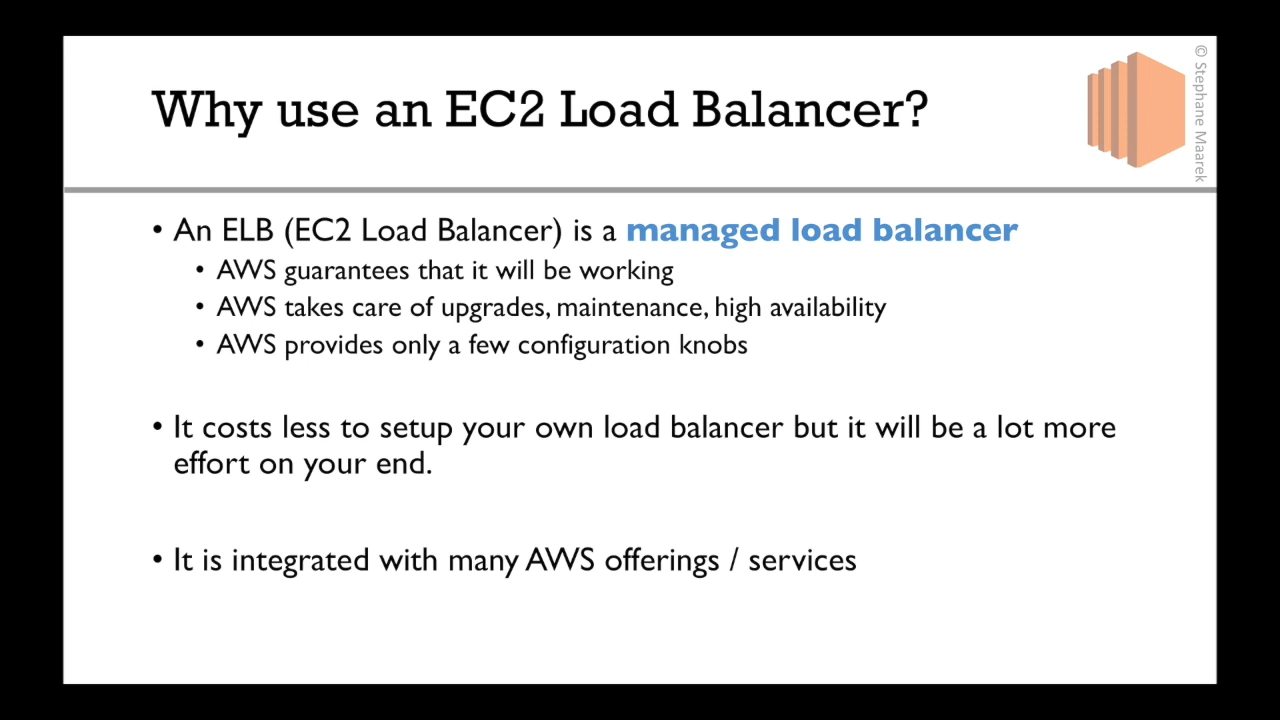 Why use an EC2 Load Balancer?
© Stephane Maarek
• An ELB (EC2 Load Balancer) is a managed load balancer
• AWS guarantees that it will be working
• AWS takes care of upgrades, maintenance, high availability
• AWS provides only a few configuration knobs
• It costs less to setup your own load balancer but it will be a lot more
effort on your end.
• It is integrated with many AWS offerings / services